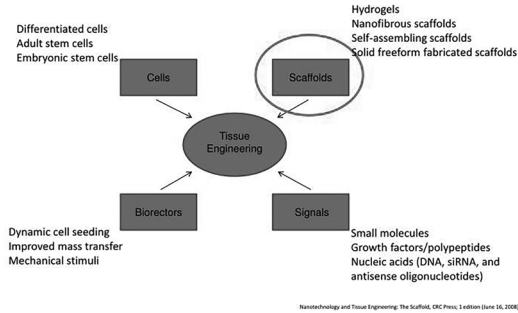 Differentiated cells
Adult stem cells
Embryonic stem cells
Cells
Hydrogels
Nanofibrous scaffolds
Self-assembling scaffolds
Solid freeform fabricated scaffolds
Scaffolds
Tissue
Engineering
Biorectors
Dynamic cell seeding
Improved mass transfer
Mechanical stimuli
Signals
Small molecules
Growth factors/polypeptides
Nucleic acids (DNA, siRNA, and
antisense oligonucleotides)
Nanotechnology and Tissue Engineering: The Scaffold, CRC Press; 1 edition (June 16, 2008)